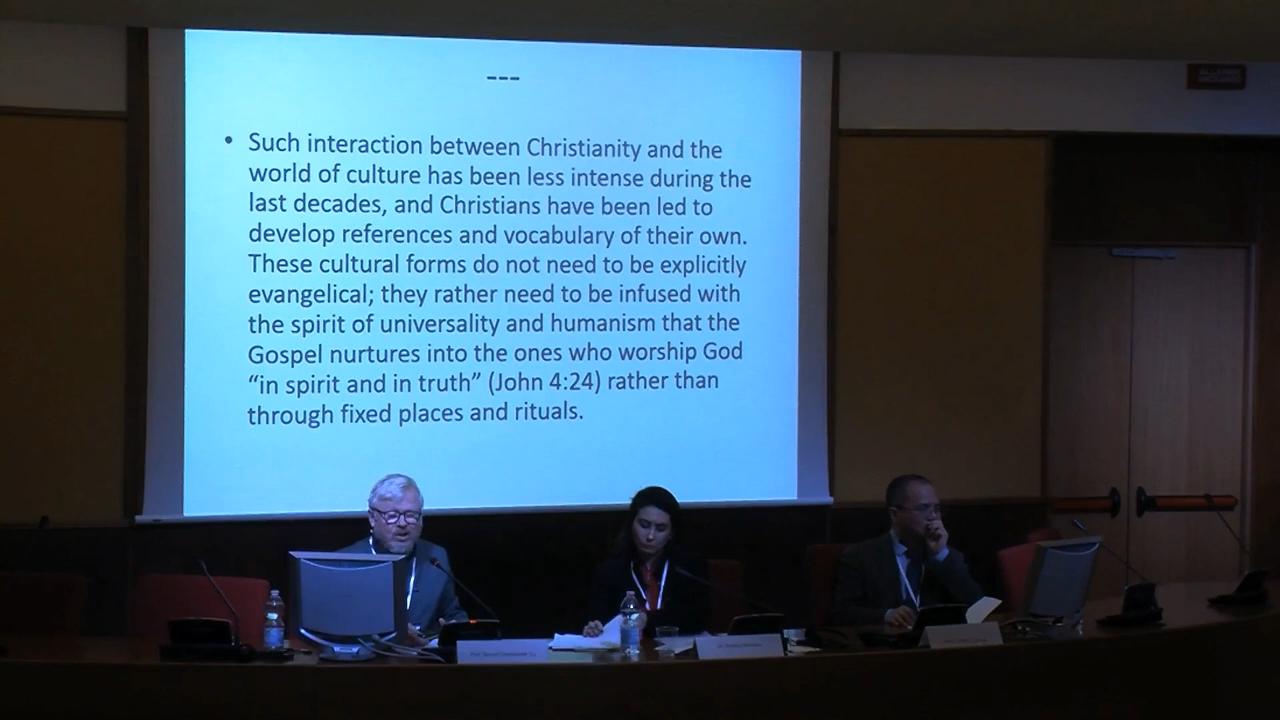 ---
• Such interaction between Christianity and the
world of culture has been less intense during the
last decades, and Christians have been led to
develop references and vocabulary of their own.
These cultural forms do not need to be explicitly
evangelical; they rather need to be infused with
the spirit of universality and humanism that the
Gospel nurtures into the ones who worship God
“in spirit and in truth” (John 4:24) rather than
through fixed places and rituals.